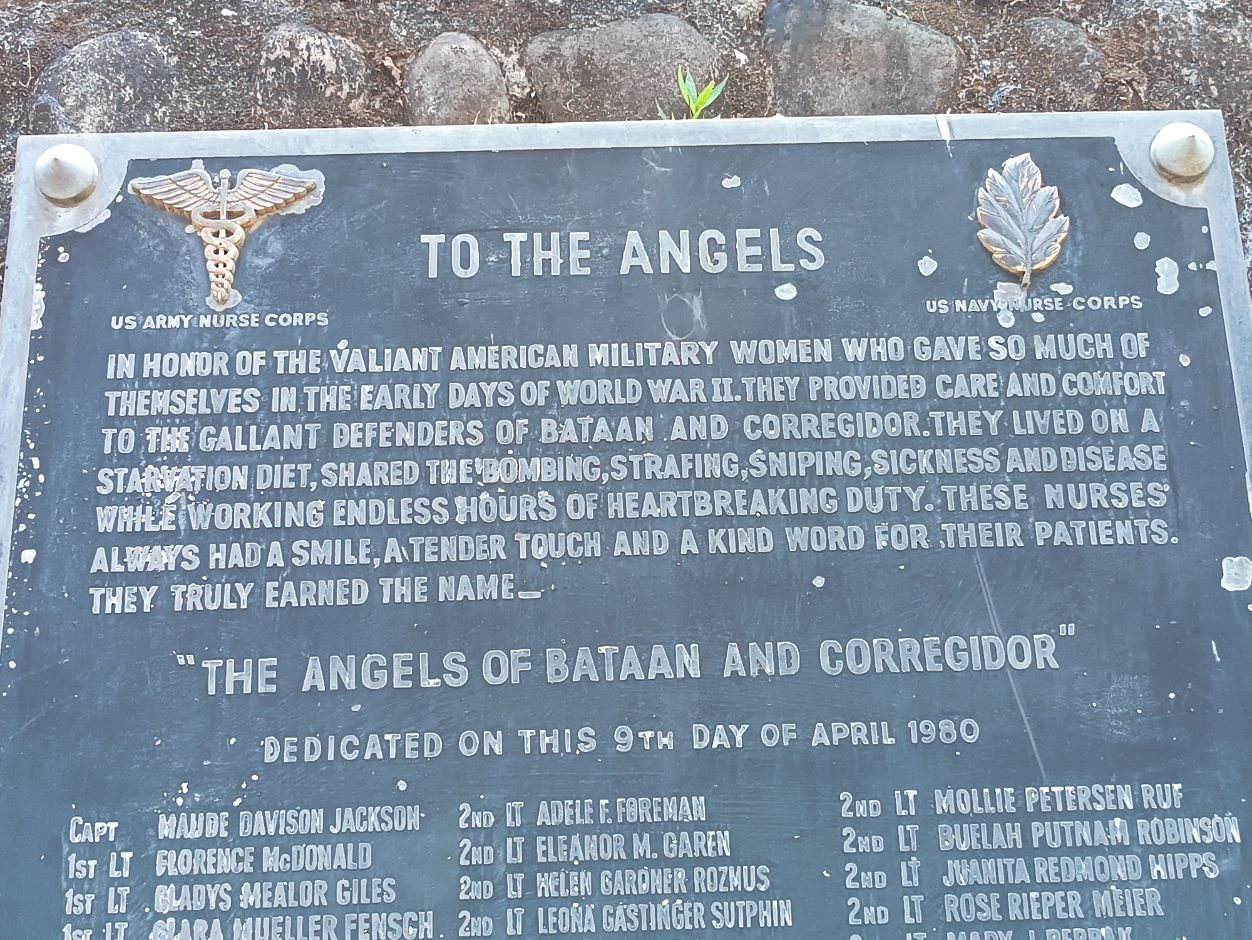 TO THE ANGELS
US ARMY NURSE CORPS
US NAVY NURSE CORPS
IN HONOR OF THE VALIANT AMERICAN MILITARY WOMEN WHO GAVE SO MUCH OF
THEMSELVES IN THE EARLY DAYS OF WORLD WAR II. THEY PROVIDED CARE AND COMFORT
TO THE GALLANT DEFENDERS OF BATAAN AND CORREGIDOR. THEY LIVED ON A
STARVATION DIET, SHARED THE BOMBING, STRAFING, SNIPING, SICKNESS AND DISEASE
WHILE WORKING ENDLESS HOURS OF HEARTBREAKING DUTY. THESE NURSES
ALWAYS HAD A SMILE, A TENDER TOUCH AND A KIND WORD FOR THEIR PATIENTS.
THEY TRULY EARNED THE NAME—
"THE ANGELS OF BATAAN AND CORREGIDOR"
DEDICATED ON THIS 9TH DAY OF APRIL 1980
CAPT MAUDE DAVISON JACKSON
1ST LT FLORENCE McDONALD
1ST LT GLADYS MEALOR GILES
1ST LT CLARA MUELLER FENSCH
2ND LT ADELE F. FOREMAN
2ND LT ELEANOR M. GAREN
2ND LT HELEN GARDNER ROZMUS
2ND LT LEONA GASTINGER SUTPHIN
2ND LT MOLLIE PETERSEN RUF
2ND LT BUELAH PUTNAM ROBINSON
2ND LT JUANITA REDMOND HIPPS
2ND LT ROSE RIEPER MEIER